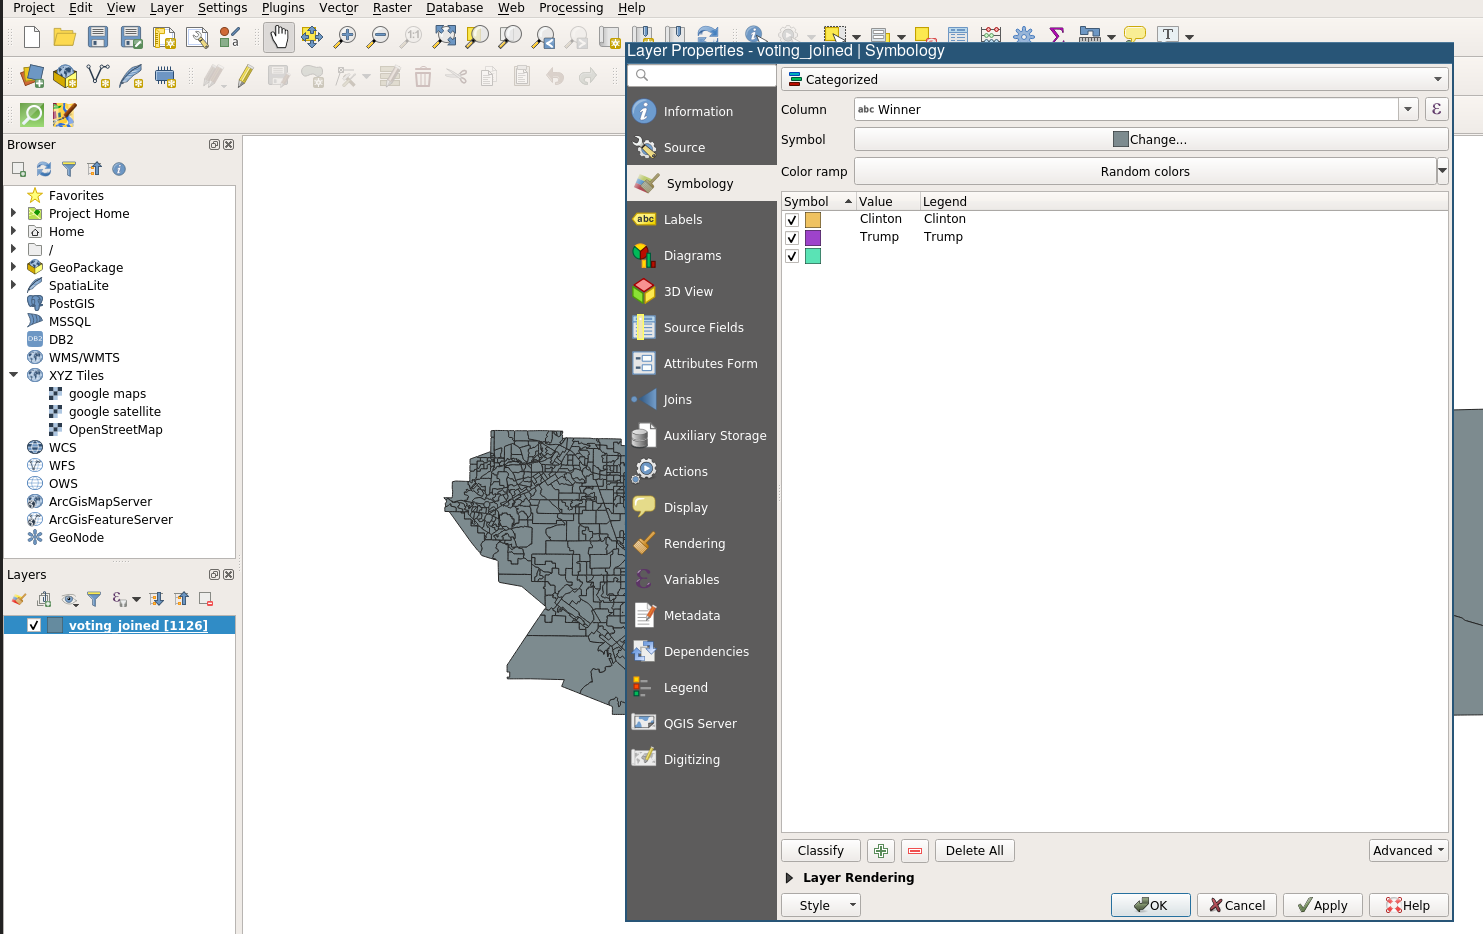 Project Edit View Layer Settings Plugins Vector Raster Database Web Processing Help
Layer Properties - voting_joined | Symbology
Browser
Favorites
Project Home
Home
/
GeoPackage
SpatiaLite
PostGIS
MSSQL
DB2
WMS/WMTS
XYZ Tiles
google maps
google satellite
OpenStreetMap
WCS
WFS
OWS
ArcGisMapServer
ArcGisFeatureServer
GeoNode
Layers
voting_joined [1126]
Information
Source
Symbology
Labels
Diagrams
3D View
Source Fields
Attributes Form
Joins
Auxiliary Storage
Actions
Display
Rendering
Variables
Metadata
Dependencies
Legend
QGIS Server
Digitizing
Categorized
Column abc Winner ε
Symbol Change...
Color ramp Random colors
Symbol Value Legend
Clinton Clinton
Trump Trump
Classify Delete All Advanced
Layer Rendering
Style OK Cancel Apply Help